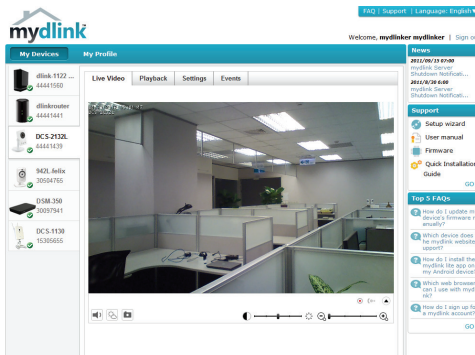 FAQ | Support | Language: English
mydlink
Welcome, mydlinker mydlinker |
My Devices
My Profile
dlink-1122 ...
44441560
dlinkrouter
44441441
DCS-2132L
44441439
942L-felix
30504765
DSM-350
30097941
DCS-1130
15305655
Live Video
Playback
Settings
Events
News
2011/09/15 07:00
mydlink Server
Shutdown Notificati...
2011/8/30 6:00
mydlink Server
Shutdown Notificati...
Support
Setup wizard
User manual
Firmware
Quick Installation
Guide
GO
Top 5 FAQs
How do I update m
device's firmware
anually?
Which device does
he mydlink website
upport?
How do I install the
mydlink lite app on
my Android device?
Which web browser
can I use with myd
nk?
How do I sign up fo
a mydlink account?
GO